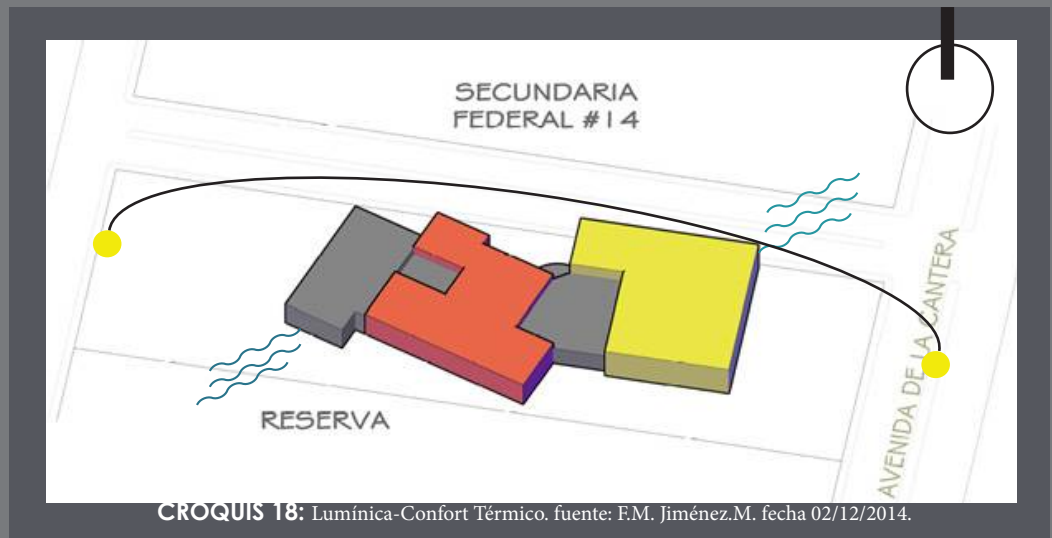 SECUNDARIA
FEDERAL #14
AVENIDA DE LA CANTERA
RESERVA
CROQUIS 18: Lumínica-Confort Térmico. fuente: F.M. Jiménez.M. fecha 02/12/2014.